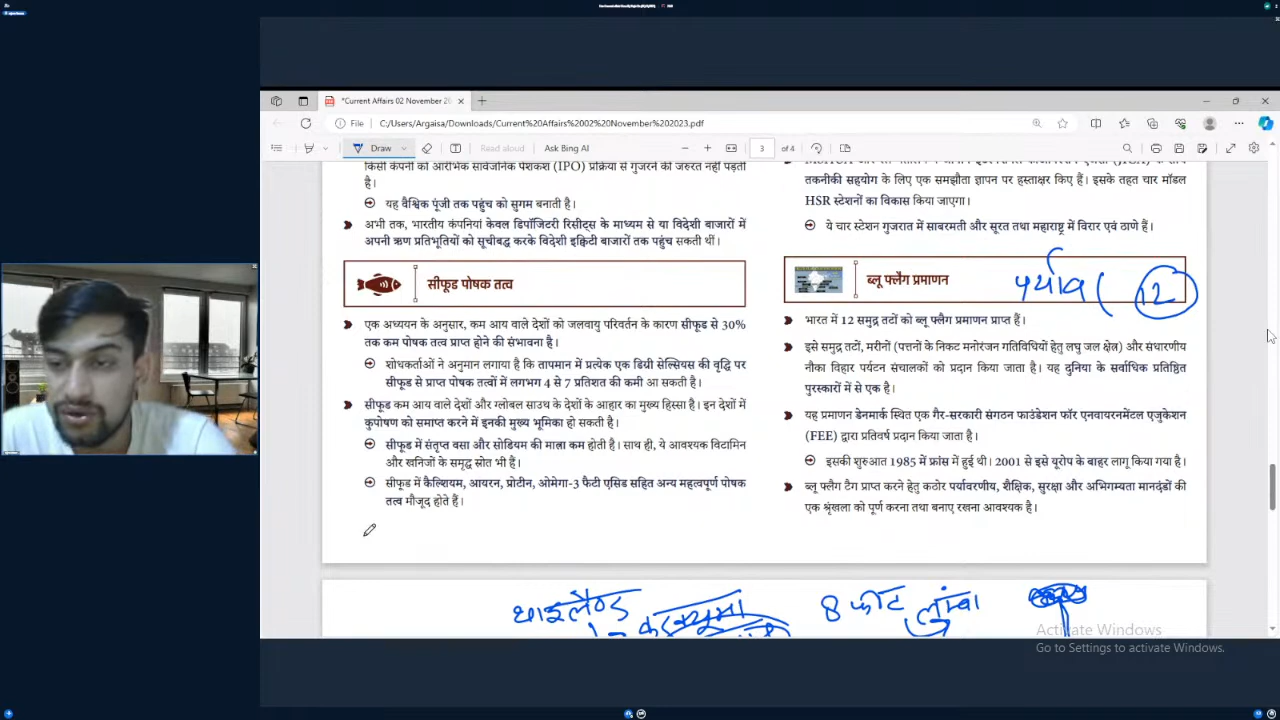 *Current Affairs 02 November 20
File
C:/Users/Argaisa/Downloads/Current%20Affairs%2002%20November%202023.pdf
Draw
Read aloud
Ask Bing AI
3
of 4
किसी कंपनी को आरंभिक सार्वजनिक पेशकश (IPO) प्रक्रिया से गुजरने की जरुरत नहीं पड़ती
है।
यह वैश्विक पूंजी तक पहुंच को सुगम बनाती है।
अभी तक, भारतीय कंपनियां केवल डिपॉजिटरी रिसीट्स के माध्यम से या विदेशी बाजारों में
अपनी ऋण प्रतिभूतियों को सूचीबद्ध करके विदेशी इक्विटी बाजारों तक पहुंच सकती थीं।
सीफूड पोषक तत्व
एक अध्ययन के अनुसार, कम आय वाले देशों को जलवायु परिवर्तन के कारण सीफूड से 30%
तक कम पोषक तत्व प्राप्त होने की संभावना है।
शोधकर्ताओं ने अनुमान लगाया है कि तापमान में प्रत्येक एक डिग्री सेल्सियस की वृद्धि पर
सीफूड से प्राप्त पोषक तत्वों में लगभग 4 से 7 प्रतिशत की कमी आ सकती है।
सीफूड कम आय वाले देशों और ग्लोबल साउथ के देशों के आहार का मुख्य हिस्सा है। इन देशों में
कुपोषण को समाप्त करने में इनकी मुख्य भूमिका हो सकती है।
सीफूड में संतृप्त वसा और सोडियम की मात्रा कम होती है। साथ ही, ये आवश्यक विटामिन
और खनिजों के समृद्ध स्रोत भी हैं।
सीफूड में कैल्शियम, आयरन, प्रोटीन, ओमेगा-3 फैटी एसिड सहित अन्य महत्वपूर्ण पोषक
तत्व मौजूद होते हैं।
तकनीकी सहयोग के लिए एक समझौता ज्ञापन पर हस्ताक्षर किए हैं। इसके तहत चार मॉडल
HSR स्टेशनों का विकास किया जाएगा।
ये चार स्टेशन गुजरात में साबरमती और सूरत तथा महाराष्ट्र में विरार एवं ठाणे हैं।
ब्लू फ्लैग प्रमाणन
12
भारत में 12 समुद्र तटों को ब्लू फ्लैग प्रमाणन प्राप्त हैं।
इसे समुद्र तटों, मरीनों (पत्तनों के निकट मनोरंजन गतिविधियों हेतु लघु जल क्षेत्र) और संधारणीय
नौका विहार पर्यटन संचालकों को प्रदान किया जाता है। यह दुनिया के सर्वाधिक प्रतिष्ठित
पुरस्कारों में से एक है।
यह प्रमाणन डेनमार्क स्थित एक गैर-सरकारी संगठन फाउंडेशन फॉर एनवायरनमेंटल एजुकेशन
(FEE) द्वारा प्रतिवर्ष प्रदान किया जाता है।
इसकी शुरुआत 1985 में फ्रांस में हुई थी। 2001 से इसे यूरोप के बाहर लागू किया गया है।
ब्लू फ्लैग टैग प्राप्त करने हेतु कठोर पर्यावरणीय, शैक्षिक, सुरक्षा और अभिगम्यता मानदंडों की
एक श्रृंखला को पूर्ण करना तथा बनाए रखना आवश्यक है।
थाइलैण्ड
8 फीट लांबा
Activate Windows
Go to Settings to activate Windows.